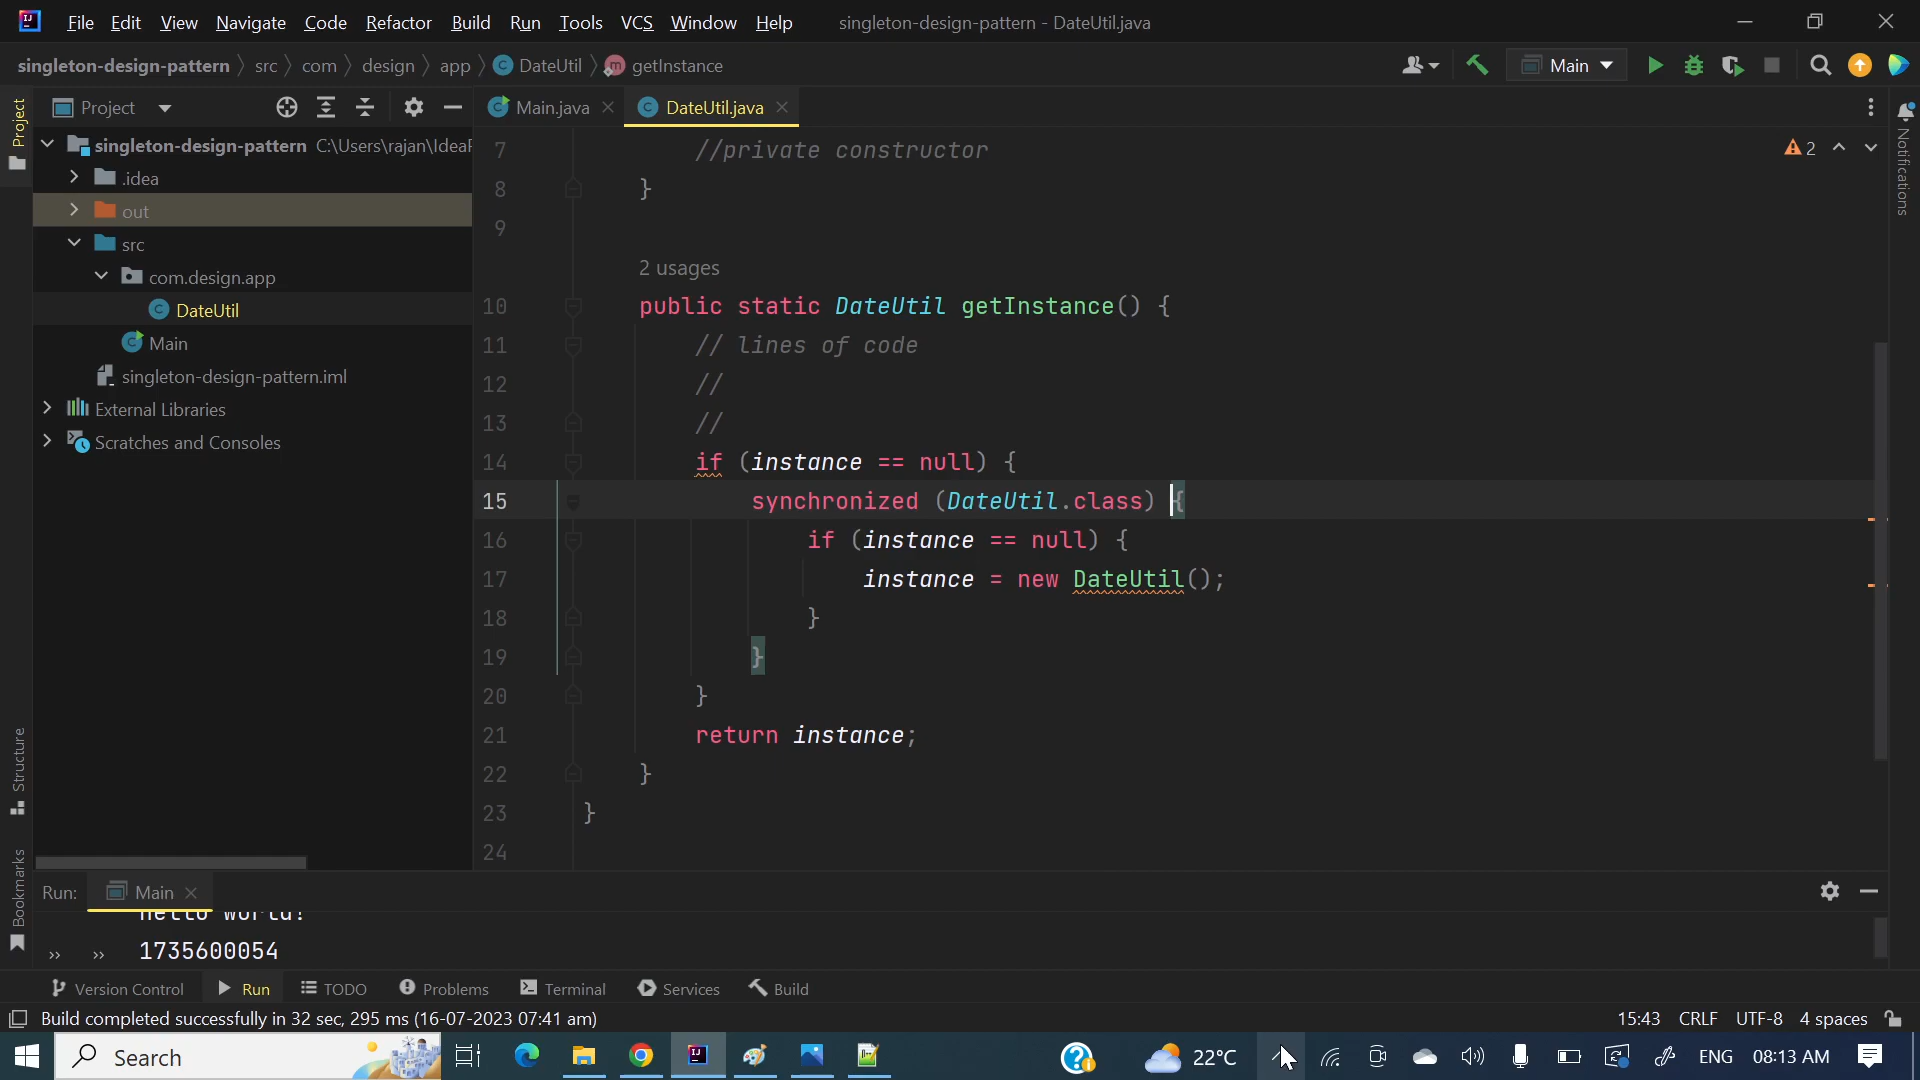 File Edit View Navigate Code Refactor Build Run Tools VCS Window Help singleton-design-pattern - DateUtil.java
singleton-design-pattern src com design app DateUtil getInstance Main
Project
Project
Main.java DateUtil.java
Notifications
singleton-design-pattern C:\Users\rajan\Idea
.idea
out
src
com.design.app
DateUtil
Main
singleton-design-pattern.iml
External Libraries
Scratches and Consoles
2
7 //private constructor
8 }
9
2 usages
10 public static DateUtil getInstance() {
11 // lines of code
12 //
13 //
14 if (instance == null) {
15 synchronized (DateUtil.class) {
16 if (instance == null) {
17 instance = new DateUtil();
18 }
19 }
20 }
21 return instance;
22 }
23 }
24
Structure
Bookmarks
Run: Main
Hello world!
1735600054
Version Control Run TODO Problems Terminal Services Build
Build completed successfully in 32 sec, 295 ms (16-07-2023 07:41 am) 15:43 CRLF UTF-8 4 spaces
Search 22°C ENG 08:13 AM